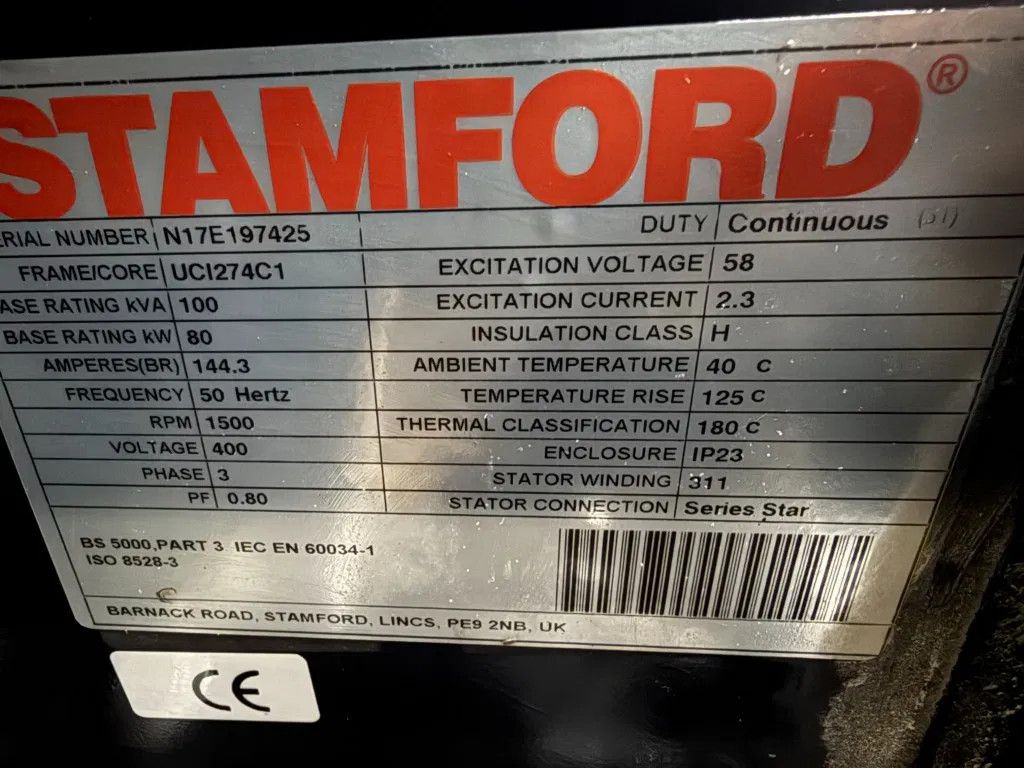 STAMFORD®
ERIAL NUMBER N17E197425
DUTY Continuous (31)
FRAME/CORE UCI274C1
EXCITATION VOLTAGE 58
ASE RATING KVA 100
EXCITATION CURRENT 2.3
BASE RATING kW 80
INSULATION CLASS H
AMPERES(BR) 144.3
AMBIENT TEMPERATURE 40 C
FREQUENCY 50 Hertz
TEMPERATURE RISE 125 C
RPM 1500
THERMAL CLASSIFICATION 180 C
VOLTAGE 400
ENCLOSURE IP23
PHASE 3
STATOR WINDING 311
PF 0.80
STATOR CONNECTION Series Star
BS 5000,PART 3 IEC EN 60034-1
ISO 8528-3
BARNACK ROAD, STAMFORD, LINCS, PE9 2NB, UK
CE